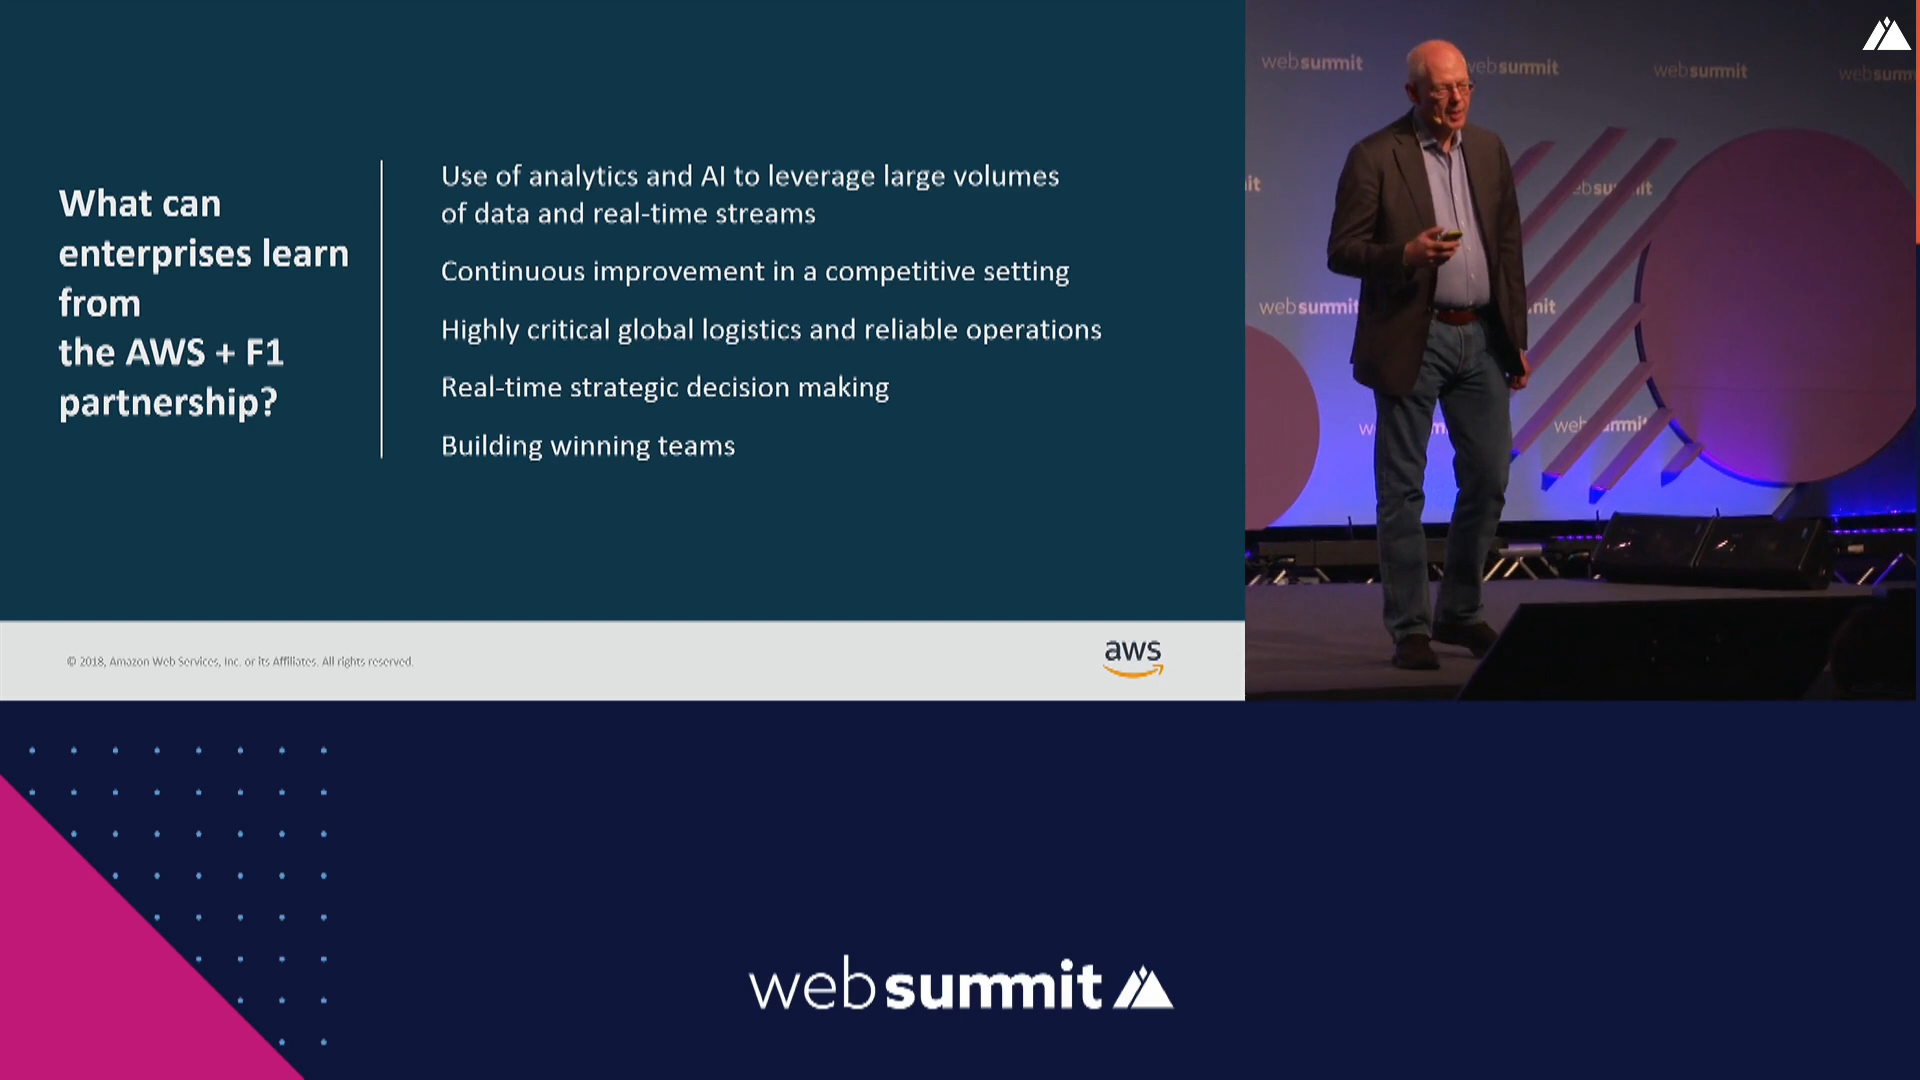 What can
enterprises learn
from
the AWS + F1
partnership?
Use of analytics and AI to leverage large volumes
of data and real-time streams
Continuous improvement in a competitive setting
Highly critical global logistics and reliable operations
Real-time strategic decision making
Building winning teams
© 2018, Amazon Web Services, Inc. or its Affiliates. All rights reserved.
aws
websummit
websummit
websummit
websumm
it
websummit
nit
websummit